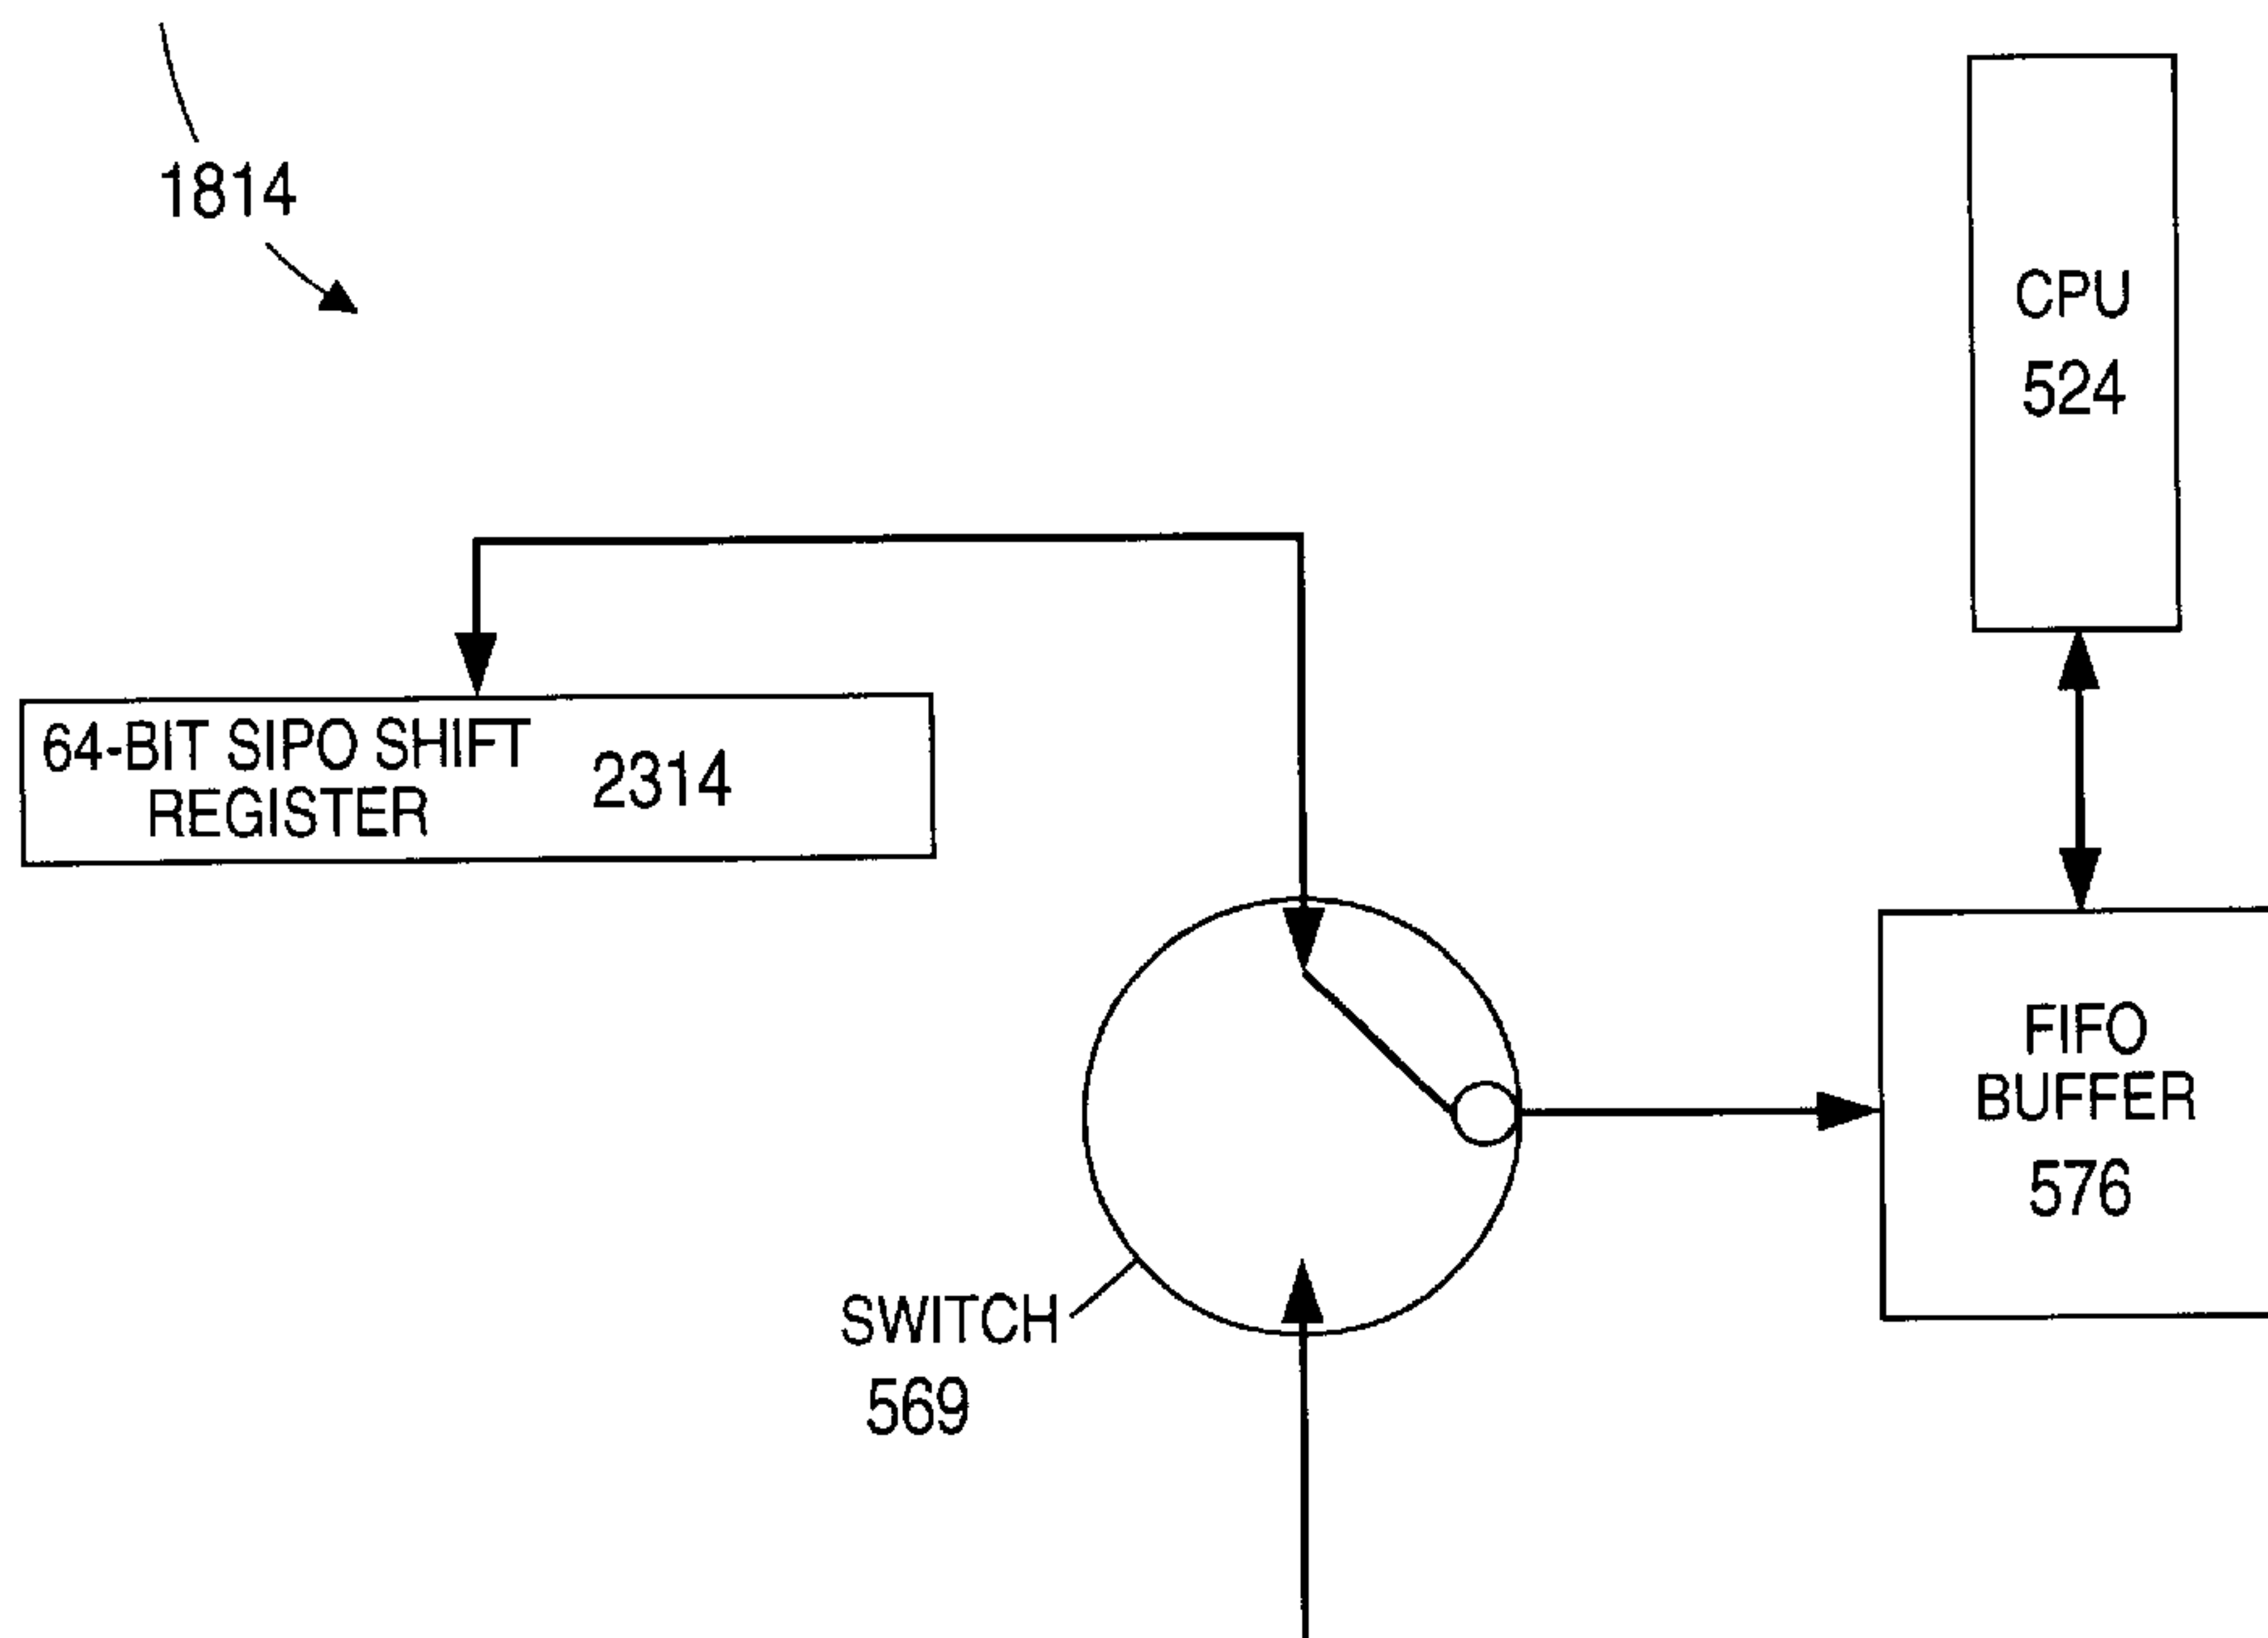 1814
CPU
524
64-BIT SIPO SHIFT
REGISTER
2314
FIFO
BUFFER
576
SWITCH
569